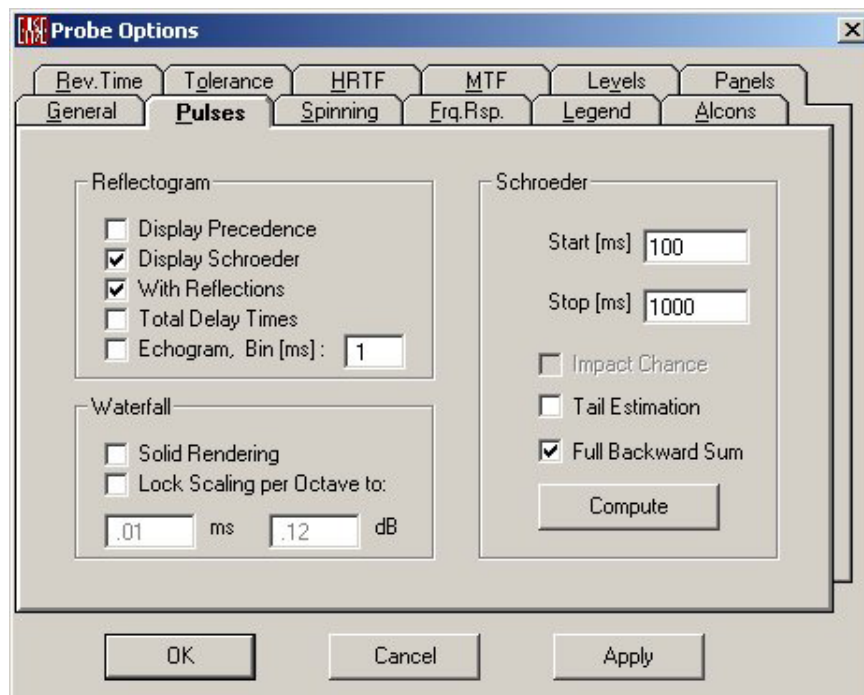 EASE Probe Options
Rev.Time Tolerance HRTF MTF Levels Panels
General Pulses Spinning Frq.Rsp. Legend Alcons
Reflectogram
Display Precedence
Display Schroeder
With Reflections
Total Delay Times
Echogram, Bin [ms] : 1
Waterfall
Solid Rendering
Lock Scaling per Octave to:
.01 ms .12 dB
Schroeder
Start [ms] 100
Stop [ms] 1000
Impact Chance
Tail Estimation
Full Backward Sum
Compute
OK Cancel Apply